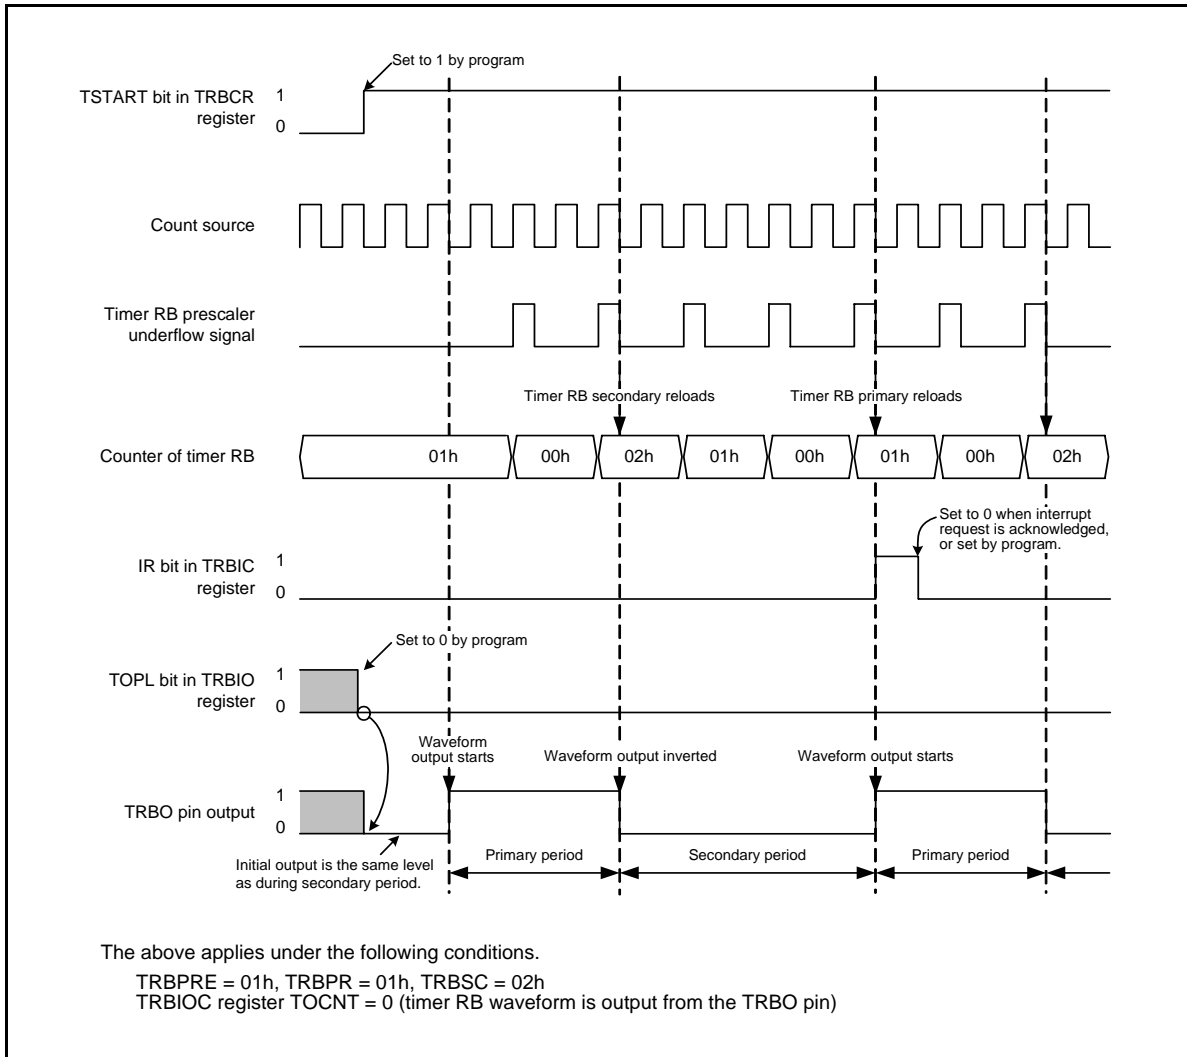 Set to 1 by program
TSTART bit in TRBCR
register
1
0
Count source
Timer RB prescaler
underflow signal
Timer RB secondary reloads
Timer RB primary reloads
Counter of timer RB
01h
00h
02h
01h
00h
01h
00h
02h
Set to 0 when interrupt
request is acknowledged,
or set by program.
IR bit in TRBIC
register
1
0
Set to 0 by program
TOPL bit in TRBIO
register
1
0
Waveform
output starts
Waveform output inverted
Waveform output starts
TRBO pin output
1
0
Initial output is the same level
as during secondary period.
Primary period
Secondary period
Primary period
The above applies under the following conditions.
TRBPRE = 01h, TRBPR = 01h, TRBSC = 02h
TRBIOC register TOCNT = 0 (timer RB waveform is output from the TRBO pin)